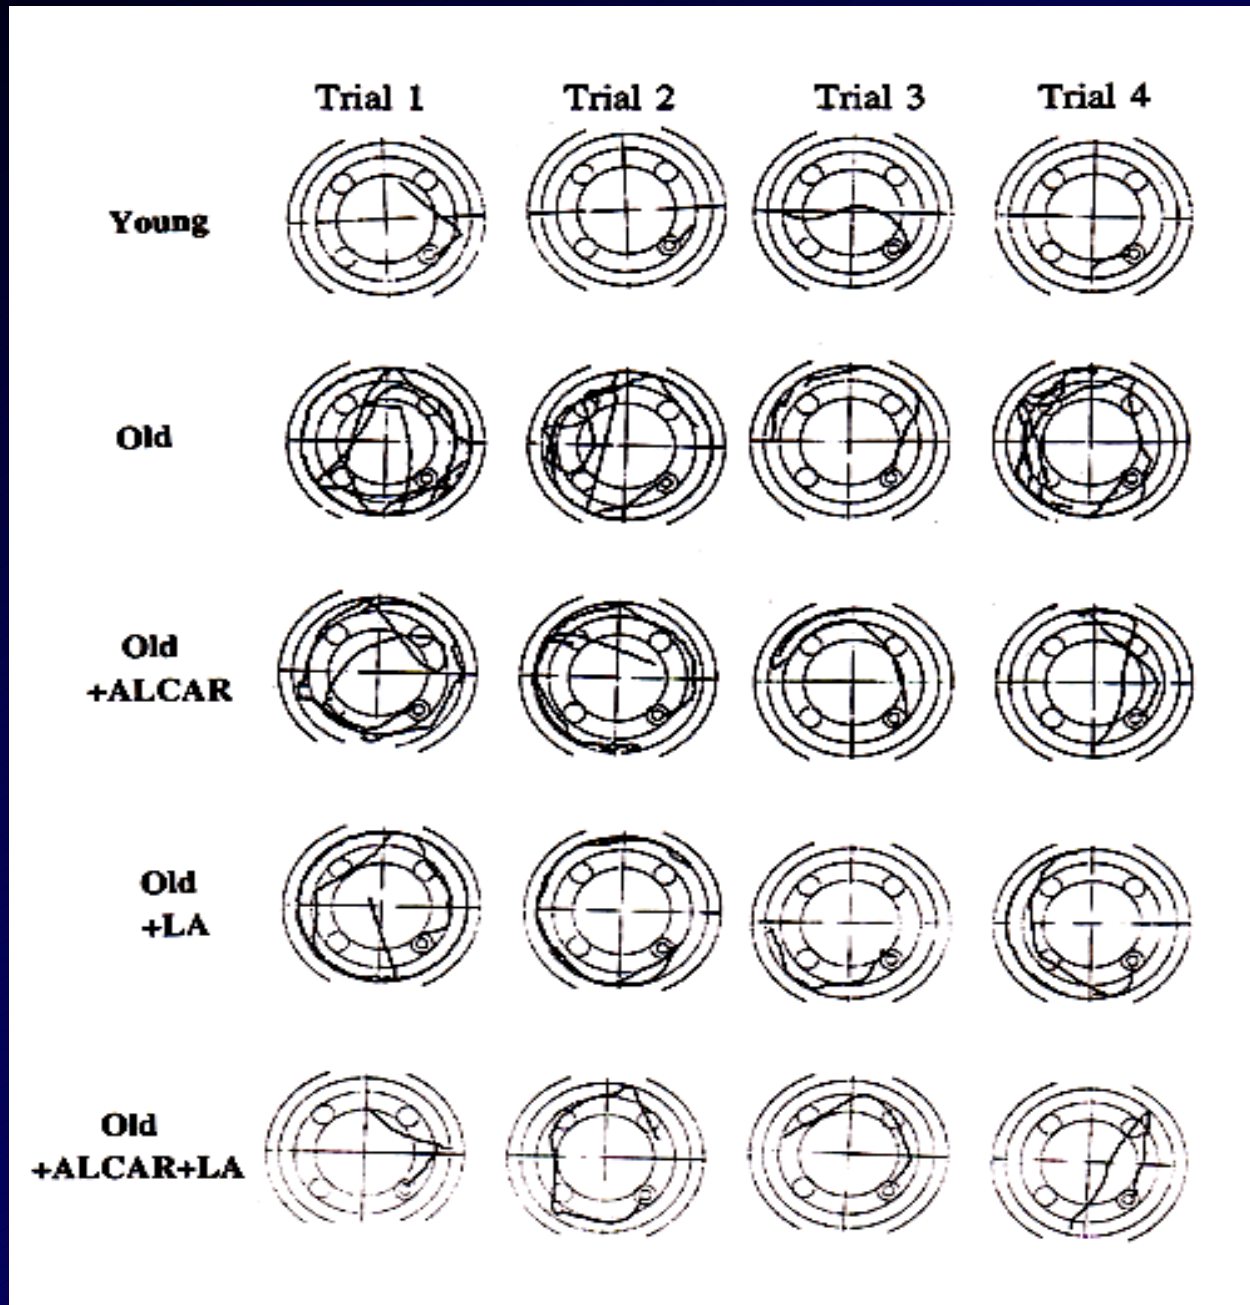 Trial 1 Trial 2 Trial 3 Trial 4
Young
Old
Old
+ALCAR
Old
+LA
Old
+ALCAR+LA